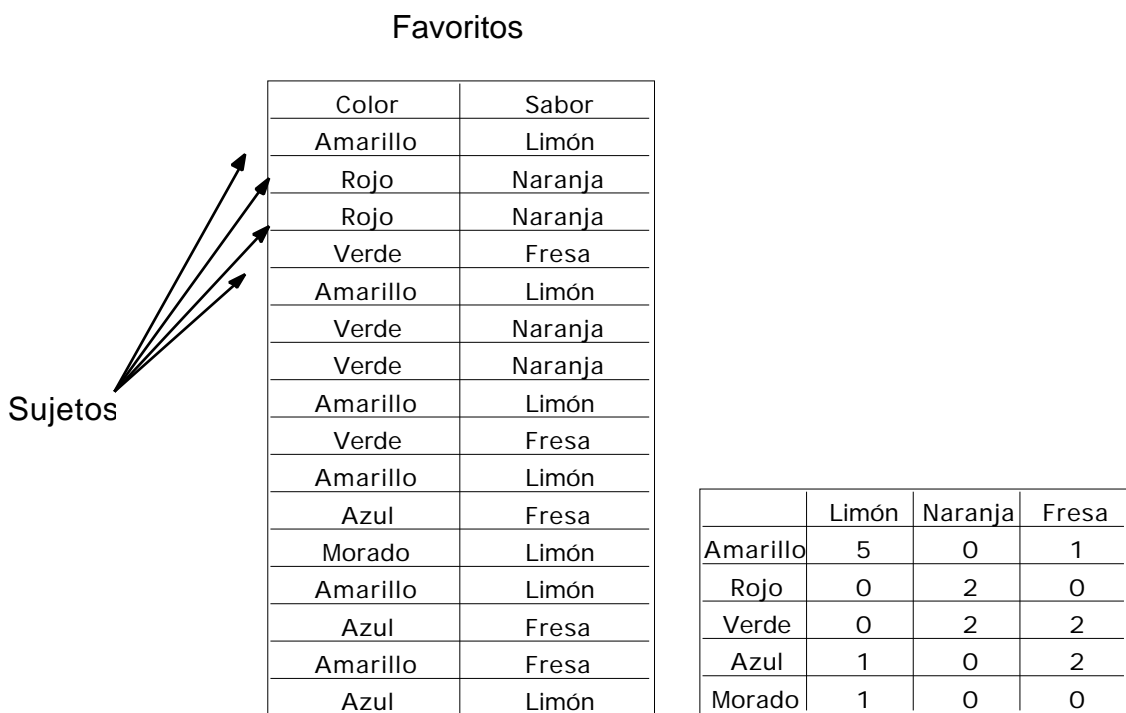 Favoritos
Color Sabor
Amarillo Limón
Rojo Naranja
Rojo Naranja
Verde Fresa
Amarillo Limón
Verde Naranja
Verde Naranja
Amarillo Limón
Verde Fresa
Amarillo Limón
Azul Fresa
Morado Limón
Amarillo Limón
Azul Fresa
Amarillo Fresa
Azul Limón
Sujetos
Limón Naranja Fresa
Amarillo 5 0 1
Rojo 0 2 0
Verde 0 2 2
Azul 1 0 2
Morado 1 0 0